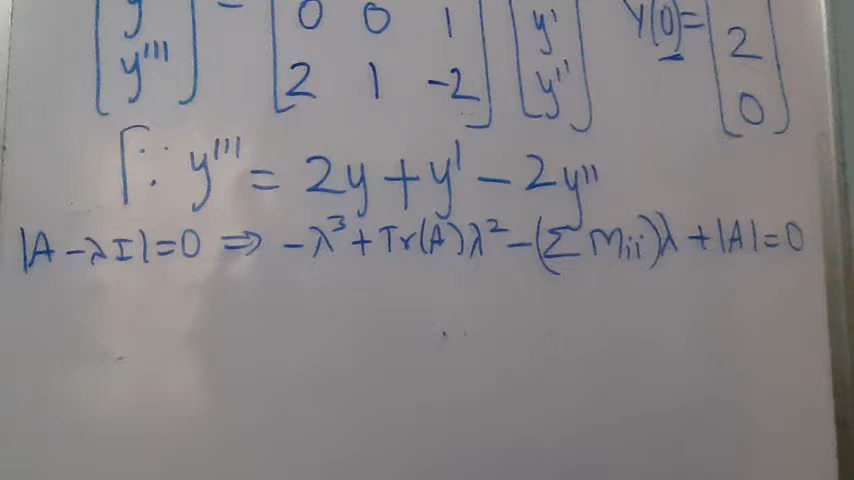 y 0 0 1 y' Y(0)= 2
y''' 2 1 -2 y'' 0
∵ y''' = 2y + y' - 2y''
|A - λI| = 0 ⇒ -λ³ + Tr(A)λ² - (Σ Mii)λ + |A| = 0